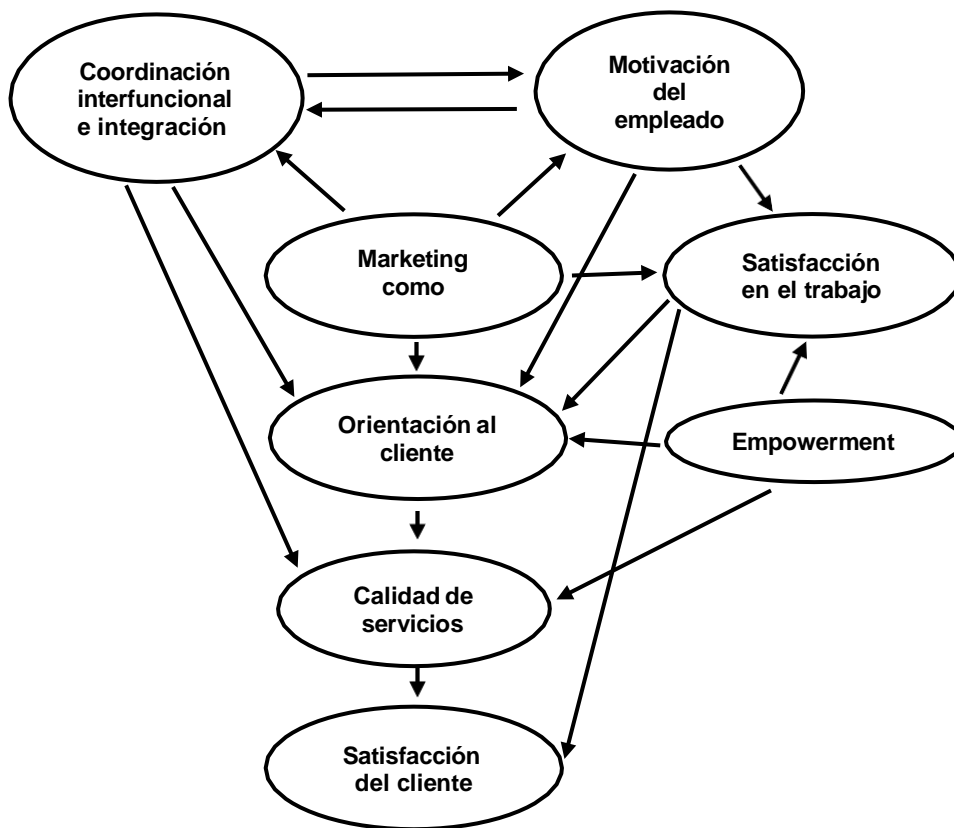 Coordinación
interfuncional
e integración
Motivación
del
empleado
Marketing
como
Satisfacción
en el trabajo
Orientación al
cliente
Empowerment
Calidad de
servicios
Satisfacción
del cliente